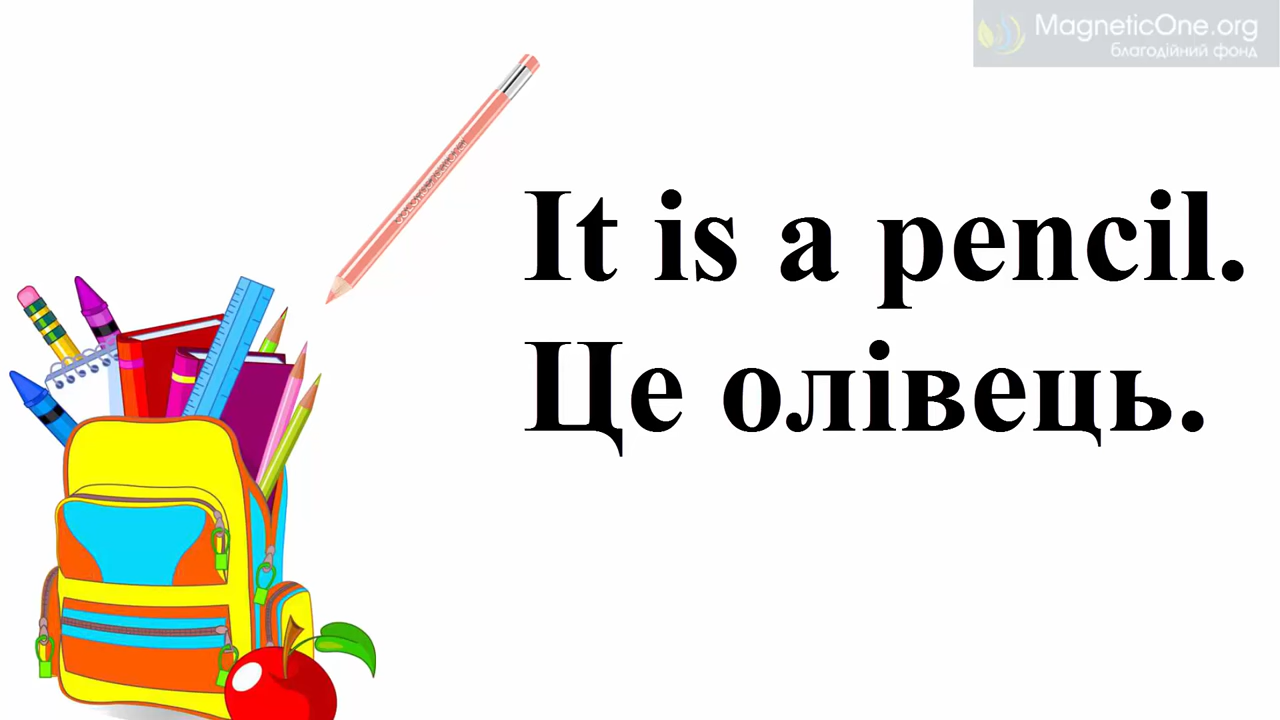 MagneticOne.org
благодійний фонд
It is a pencil.
Це олівець.